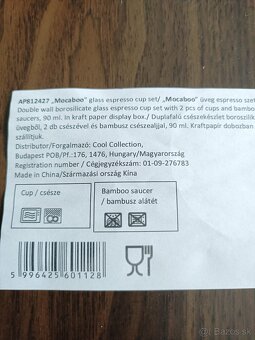 AP812427 „Mocaboo” glass espresso cup set/ „Mocaboo” üveg espresso szet
Double wall borosilicate glass espresso cup set with 2 pcs of cups and bamboo
saucers, 90 ml. In kraft paper display box./ Duplafalú csészekészlet boroszilik
üvegből, 2 db csészével és bambusz csészealjjal, 90 ml. Kraftpapír dobozban
szállítjuk.
Distributor/Forgalmazó: Cool Collection,
Budapest POB/Pf.:176, 1476, Hungary/Magyarország
Registration number / Cégjegyzékszám: 01-09-276783
Made in China/Származási ország Kína
Cup / csésze
Bamboo saucer
/ bambusz alátét
5 996425 601128
bazos.sk